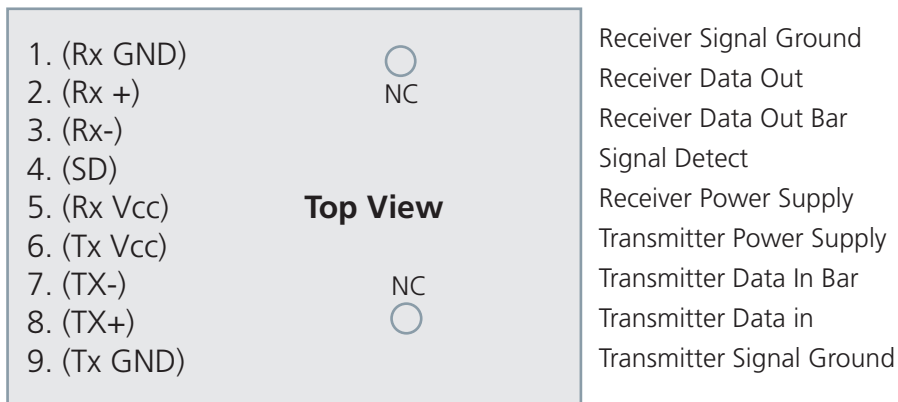 1. (Rx GND)
2. (Rx +)
3. (Rx-)
4. (SD)
5. (Rx Vcc)
6. (Tx Vcc)
7. (TX-)
8. (TX+)
9. (Tx GND)
NC
Top View
NC
Receiver Signal Ground
Receiver Data Out
Receiver Data Out Bar
Signal Detect
Receiver Power Supply
Transmitter Power Supply
Transmitter Data In Bar
Transmitter Data in
Transmitter Signal Ground